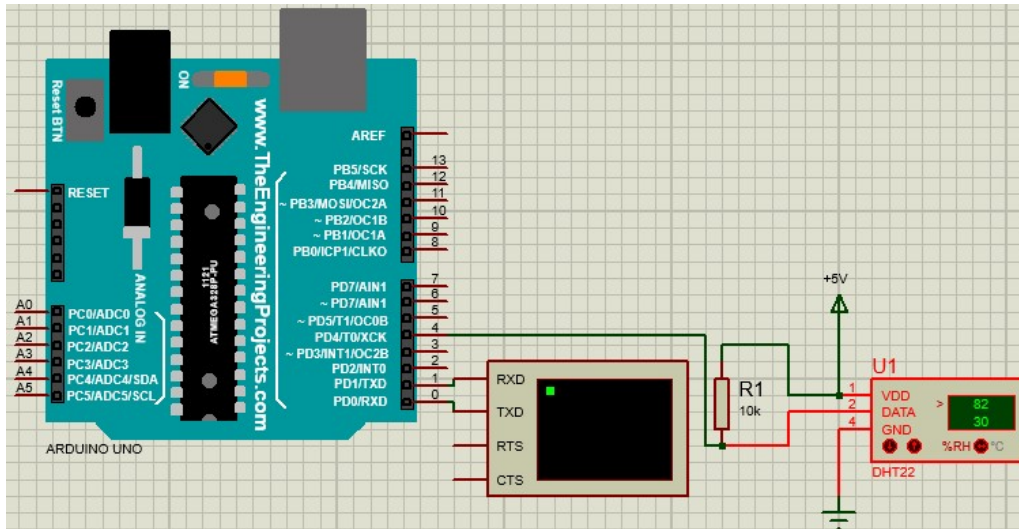 Reset BTN
ON
www.TheEngineeringProjects.com
RESET
ANALOG IN
1121
ATMEGA328P-PU
AREF
PB5/SCK 13
PB4/MISO 12
~ PB3/MOSI/OC2A 11
~ PB2/OC1B 10
~ PB1/OC1A 9
PB0/ICP1/CLKO 8
PD7/AIN1 7
~ PD7/AIN1 6
~ PD5/T1/OC0B 5
PD4/T0/XCK 4
~ PD3/INT1/OC2B 3
PD2/INT0 2
PD1/TXD 1
PD0/RXD 0
A0 PC0/ADC0
A1 PC1/ADC1
A2 PC2/ADC2
A3 PC3/ADC3
A4 PC4/ADC4/SDA
A5 PC5/ADC5/SCL
ARDUINO UNO
RXD
TXD
RTS
CTS
R1
10k
+5V
U1
1 VDD
2 DATA
4 GND
> 82
30
%RH °C
DHT22